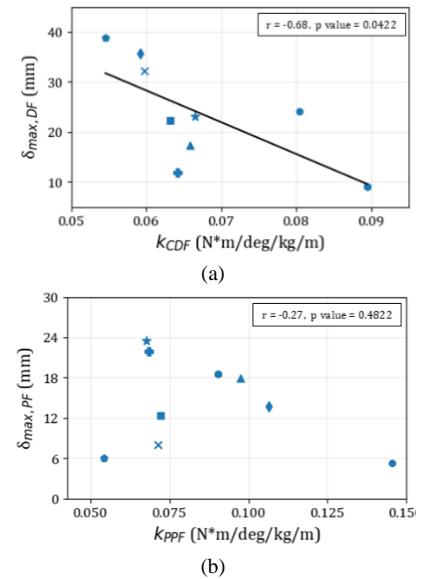 r = -0.68, p value = 0.0422
40
30
20
10
δmax,DF (mm)
0.05 0.06 0.07 0.08 0.09
kCDF (N*m/deg/kg/m)
(a)
r = -0.27, p value = 0.4822
30
24
18
12
6
0
δmax,PF (mm)
0.050 0.075 0.100 0.125 0.150
kPPF (N*m/deg/kg/m)
(b)